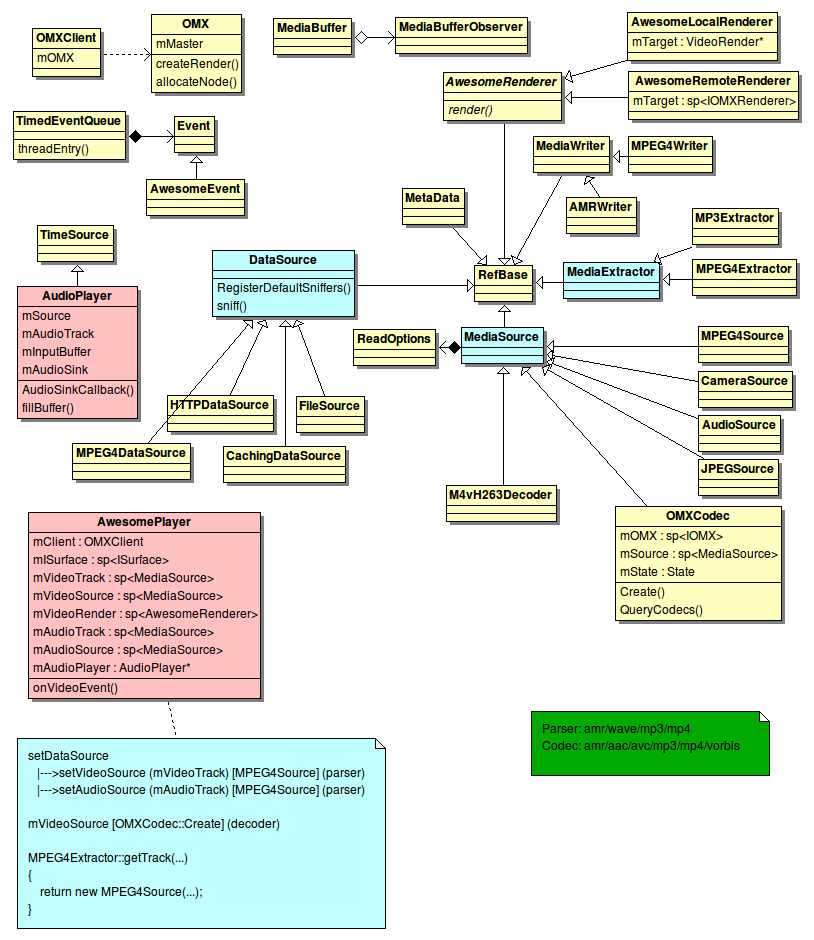 OMXClient
mOMX
OMX
mMaster
createRender()
allocateNode()
MediaBuffer
MediaBufferObserver
AwesomeLocalRenderer
mTarget : VideoRender*
AwesomeRenderer
render()
AwesomeRemoteRenderer
mTarget : sp<IOMXRenderer>
TimedEventQueue
threadEntry()
Event
AwesomeEvent
MediaWriter
MPEG4Writer
AMRWriter
MetaData
MP3Extractor
TimeSource
DataSource
RegisterDefaultSniffers()
sniff()
RefBase
MediaExtractor
MPEG4Extractor
AudioPlayer
mSource
mAudioTrack
mInputBuffer
mAudioSink
AudioSinkCallback()
fillBuffer()
ReadOptions
MediaSource
MPEG4Source
CameraSource
AudioSource
JPEGSource
HTTPDataSource
FileSource
MPEG4DataSource
CachingDataSource
M4vH263Decoder
OMXCodec
mOMX : sp<IOMX>
mSource : sp<MediaSource>
mState : State
Create()
QueryCodecs()
AwesomePlayer
mClient : OMXClient
mISurface : sp<ISurface>
mVideoTrack : sp<MediaSource>
mVideoSource : sp<MediaSource>
mVideoRender : sp<AwesomeRenderer>
mAudioTrack : sp<MediaSource>
mAudioSource : sp<MediaSource>
mAudioPlayer : AudioPlayer*
onVideoEvent()
Parser: amr/wave/mp3/mp4
Codec: amr/aac/avc/mp3/mp4/vorbis
setDataSource
|--->setVideoSource (mVideoTrack) [MPEG4Source] (parser)
|--->setAudioSource (mAudioTrack) [MPEG4Source] (parser)
mVideoSource [OMXCodec::Create] (decoder)
MPEG4Extractor::getTrack(...)
{
return new MPEG4Source(...);
}